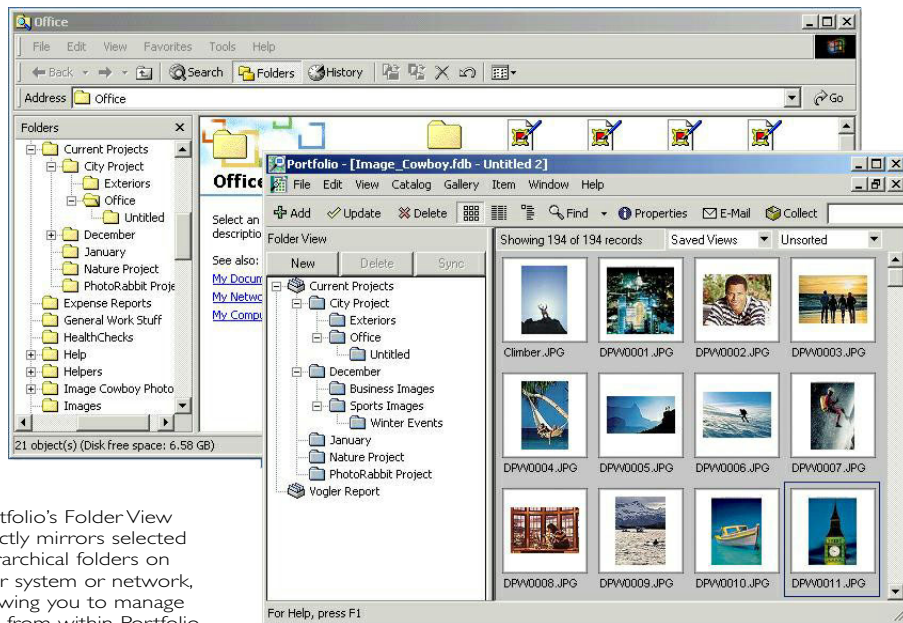 Office
File Edit View Favorites Tools Help
Back Search Folders History
Address Office Go
Folders
Current Projects
City Project
Exteriors
Office
Untitled
December
January
Nature Project
PhotoRabbit Proje
Expense Reports
General Work Stuff
HealthChecks
Help
Helpers
Image Cowboy Photo
Images
21 object(s) (Disk free space: 6.58 GB)
Office
Select an
descriptio
See also:
My Docum
My Netwo
My Compu
Portfolio - [Image_Cowboy.fdb - Untitled 2]
File Edit View Catalog Gallery Item Window Help
Add Update Delete Find Properties E-Mail Collect
Folder View
Showing 194 of 194 records Saved Views Unsorted
New Delete Sync
Current Projects
City Project
Exteriors
Office
Untitled
December
Business Images
Sports Images
Winter Events
January
Nature Project
PhotoRabbit Project
Vogler Report
Climber.JPG DPW0001.JPG DPW0002.JPG DPW0003.JPG
DPW0004.JPG DPW0005.JPG DPW0006.JPG DPW0007.JPG
DPW0008.JPG DPW0009.JPG DPW0010.JPG DPW0011.JPG
For Help, press F1
tfolio's Folder View
ctly mirrors selected
rarchical folders on
r system or network,
wing you to manage
from within Portfolio